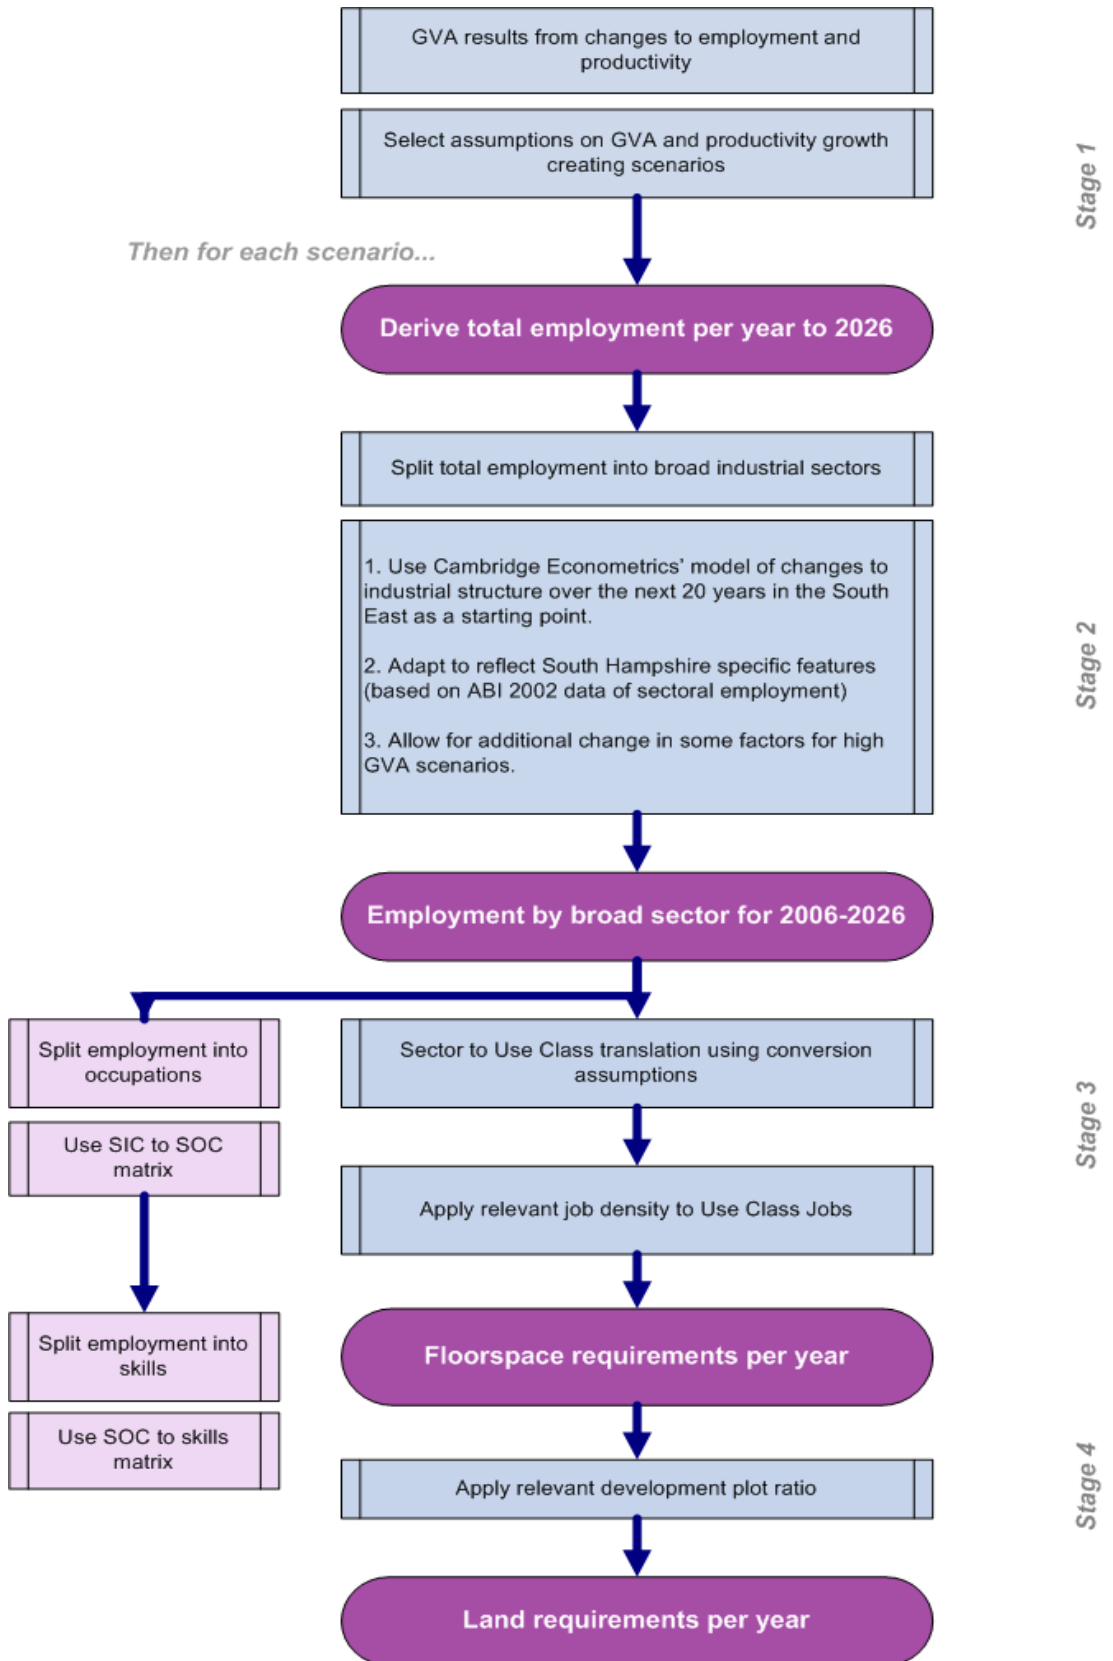 GVA results from changes to employment and
productivity
Select assumptions on GVA and productivity growth
creating scenarios
Stage 1
Then for each scenario...
Derive total employment per year to 2026
Split total employment into broad industrial sectors
1. Use Cambridge Econometrics' model of changes to
industrial structure over the next 20 years in the South
East as a starting point.
2. Adapt to reflect South Hampshire specific features
(based on ABI 2002 data of sectoral employment)
3. Allow for additional change in some factors for high
GVA scenarios.
Stage 2
Employment by broad sector for 2006-2026
Split employment into
occupations
Use SIC to SOC
matrix
Sector to Use Class translation using conversion
assumptions
Apply relevant job density to Use Class Jobs
Stage 3
Split employment into
skills
Use SOC to skills
matrix
Floorspace requirements per year
Apply relevant development plot ratio
Stage 4
Land requirements per year